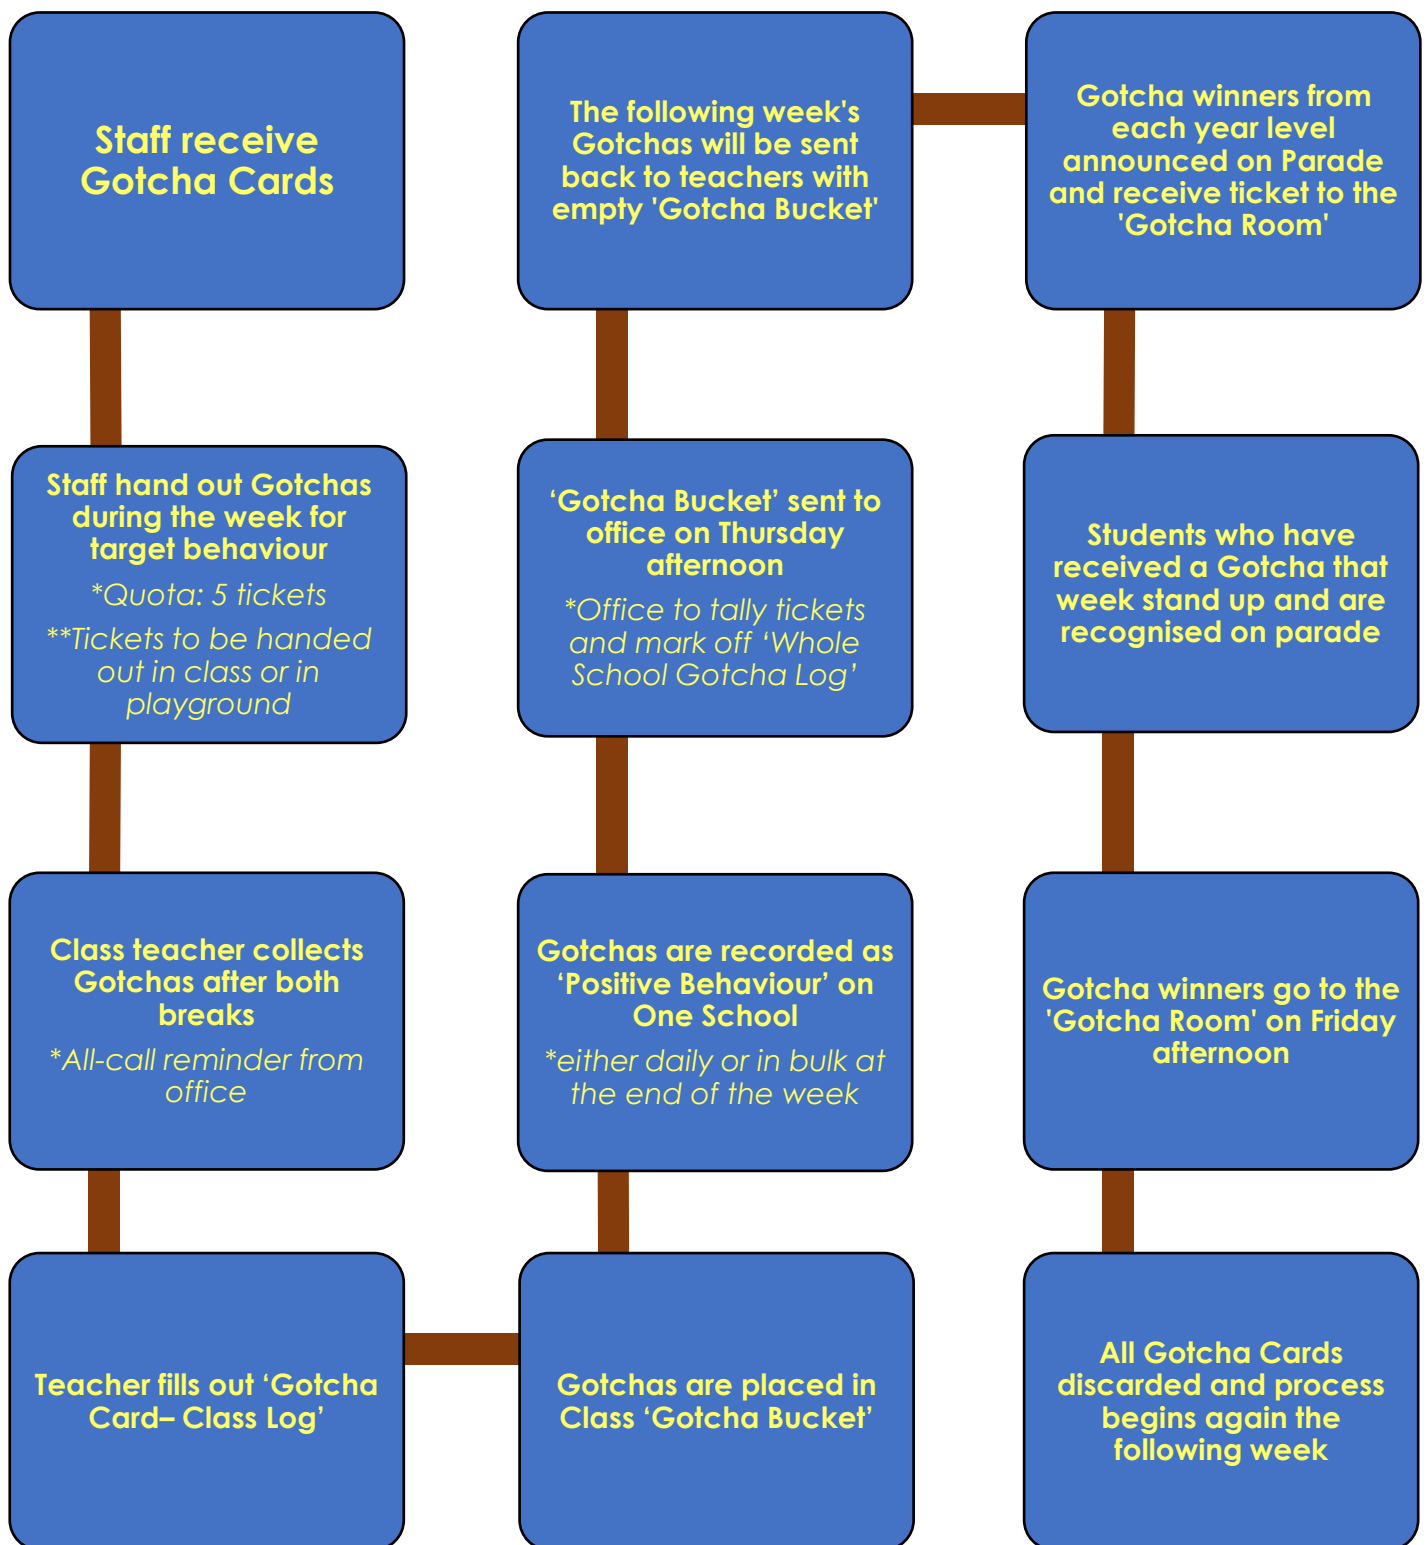 Staff receive
Gotcha Cards
Staff hand out Gotchas
during the week for
target behaviour
*Quota: 5 tickets
**Tickets to be handed
out in class or in
playground
Class teacher collects
Gotchas after both
breaks
*All-call reminder from
office
Teacher fills out ‘Gotcha
Card– Class Log’
Gotchas are placed in
Class ‘Gotcha Bucket’
Gotchas are recorded as
‘Positive Behaviour’ on
One School
*either daily or in bulk at
the end of the week
‘Gotcha Bucket’ sent to
office on Thursday
afternoon
*Office to tally tickets
and mark off ‘Whole
School Gotcha Log’
The following week's
Gotchas will be sent
back to teachers with
empty 'Gotcha Bucket'
Gotcha winners from
each year level
announced on Parade
and receive ticket to the
'Gotcha Room'
Students who have
received a Gotcha that
week stand up and are
recognised on parade
Gotcha winners go to the
'Gotcha Room' on Friday
afternoon
All Gotcha Cards
discarded and process
begins again the
following week